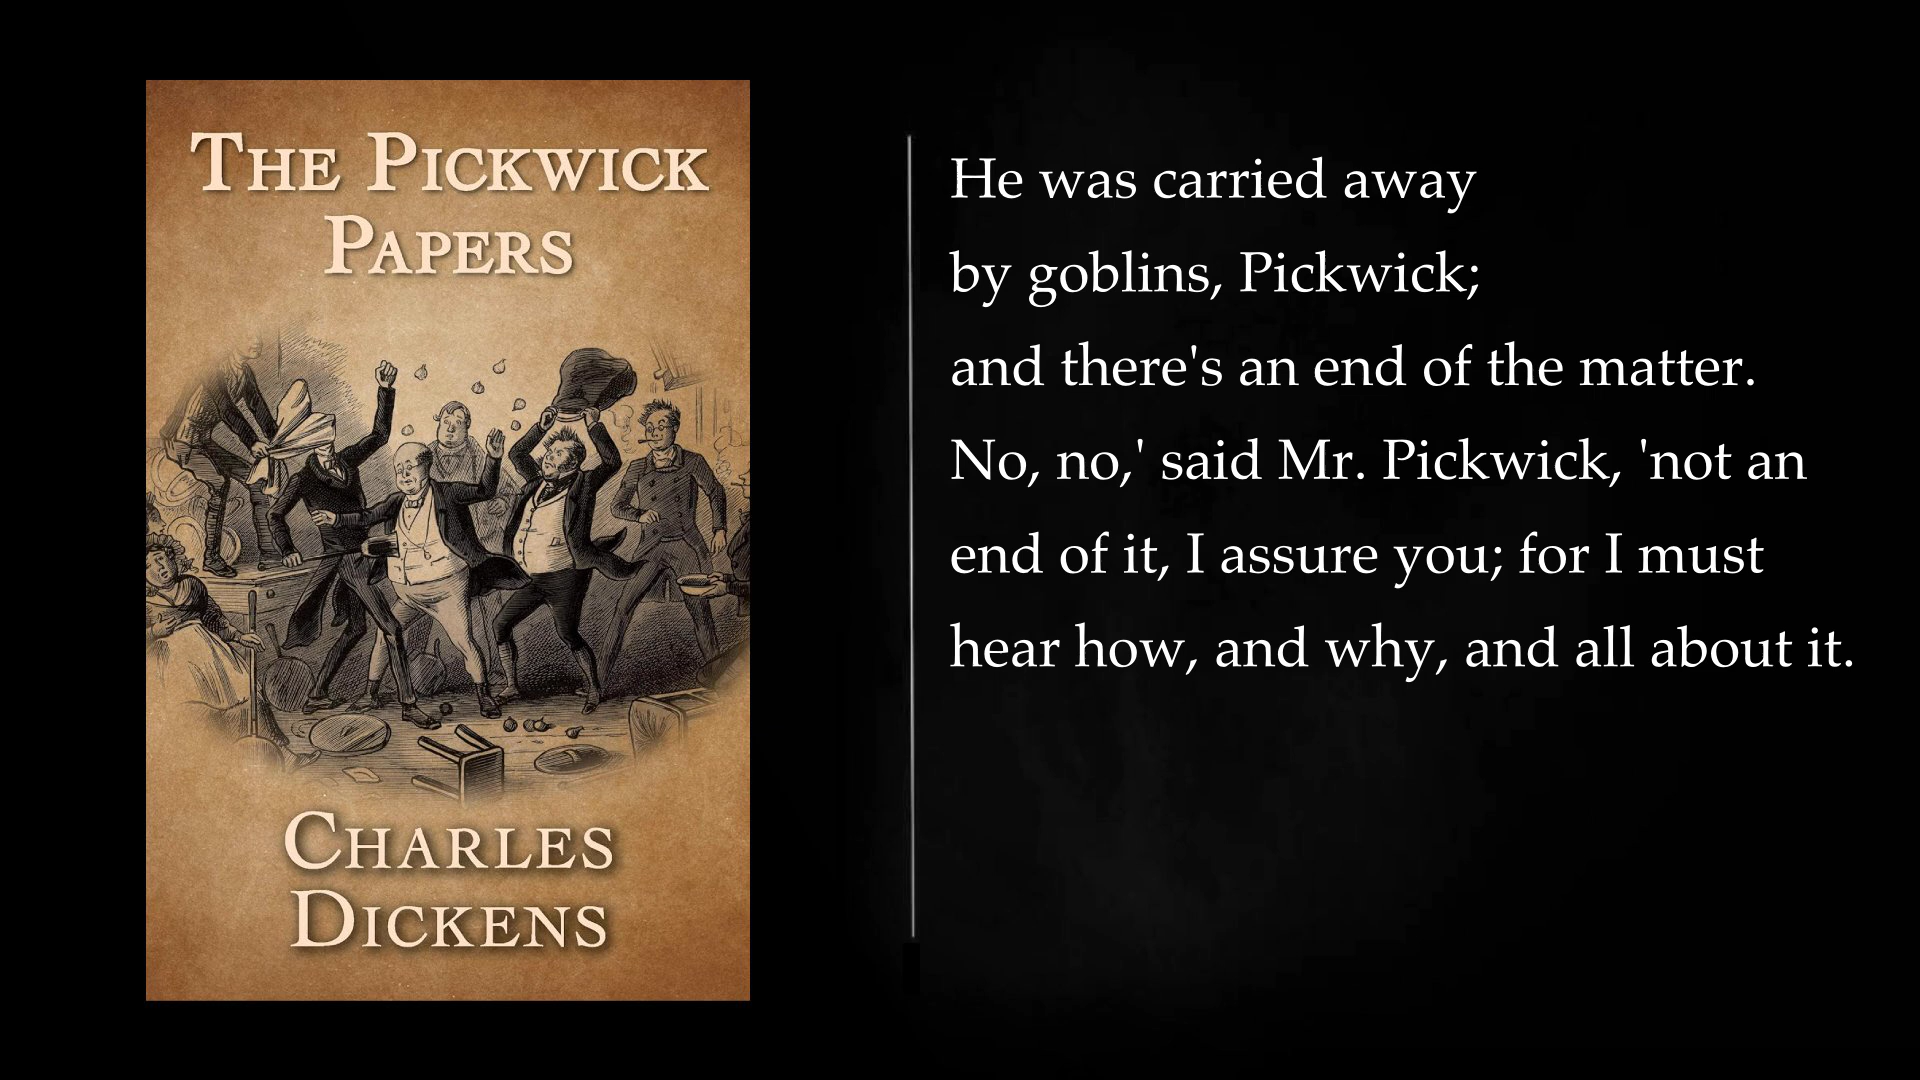 The Pickwick
Papers
Charles
Dickens
He was carried away
by goblins, Pickwick;
and there's an end of the matter.
No, no,' said Mr. Pickwick, 'not an
end of it, I assure you; for I must
hear how, and why, and all about it.